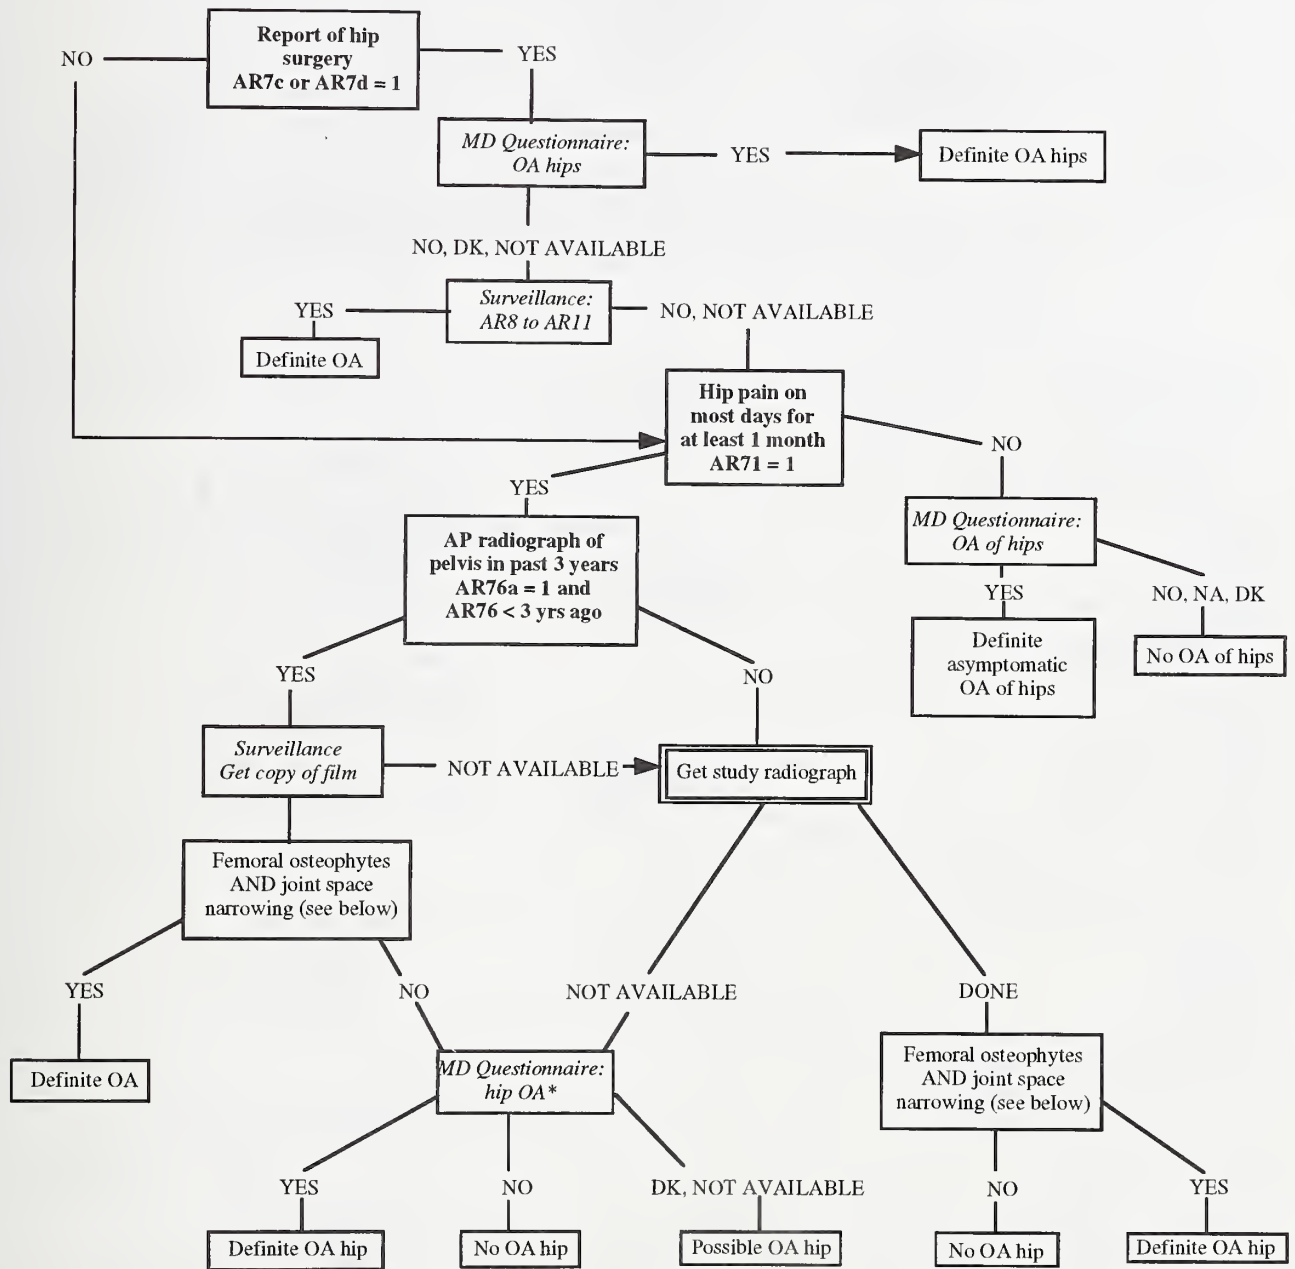 Report of hip
surgery
AR7c or AR7d = 1
NO
YES
MD Questionnaire:
OA hips
YES
Definite OA hips
NO, DK, NOT AVAILABLE
Surveillance:
AR8 to AR11
YES
NO, NOT AVAILABLE
Definite OA
Hip pain on
most days for
at least 1 month
AR71 = 1
YES
NO
MD Questionnaire:
OA of hips
YES
NO, NA, DK
Definite
asymptomatic
OA of hips
No OA of hips
AP radiograph of
pelvis in past 3 years
AR76a = 1 and
AR76 < 3 yrs ago
YES
NO
Surveillance
Get copy of film
NOT AVAILABLE
Get study radiograph
Femoral osteophytes
AND joint space
narrowing (see below)
YES
NO
NOT AVAILABLE
DONE
Definite OA
MD Questionnaire:
hip OA*
Femoral osteophytes
AND joint space
narrowing (see below)
YES
NO
DK, NOT AVAILABLE
NO
YES
Definite OA hip
No OA hip
Possible OA hip
No OA hip
Definite OA hip